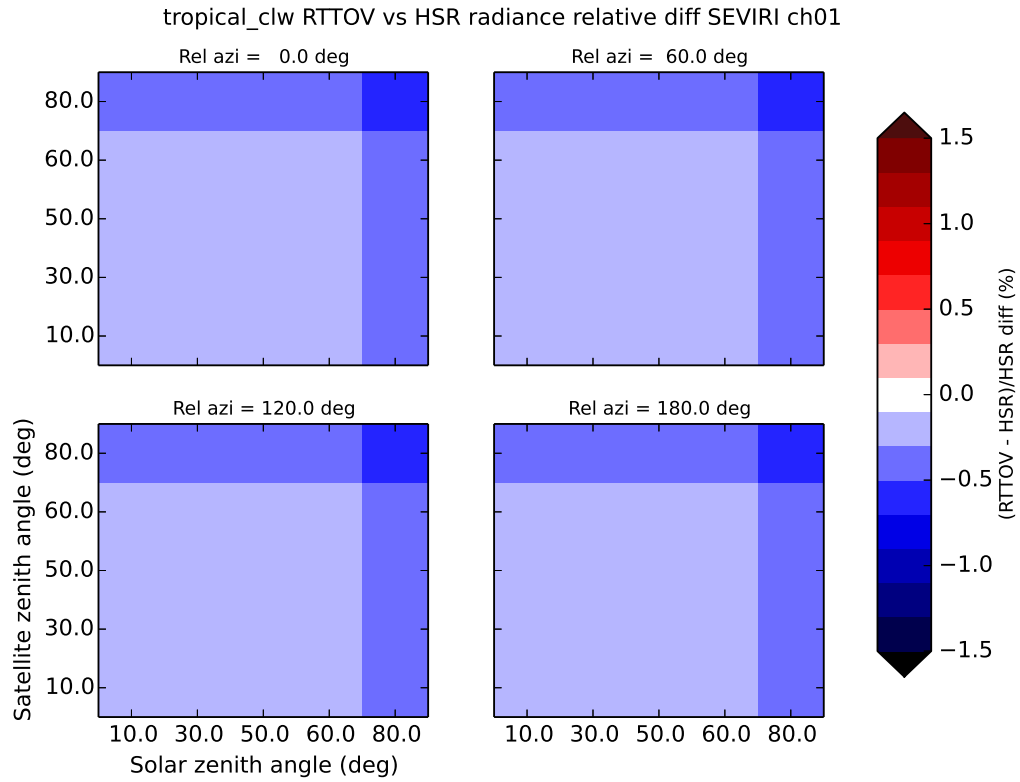 tropical_clw RTTOV vs HSR radiance relative diff SEVIRI ch01
Rel azi =   0.0 deg
Rel azi =  60.0 deg
80.0
60.0
50.0
30.0
10.0
Rel azi = 120.0 deg
Rel azi = 180.0 deg
80.0
60.0
50.0
30.0
10.0
Satellite zenith angle (deg)
10.0 30.0 50.0 60.0 80.0
10.0 30.0 50.0 60.0 80.0
Solar zenith angle (deg)
1.5
1.0
0.5
0.0
−0.5
−1.0
−1.5
(RTTOV - HSR)/HSR diff (%)